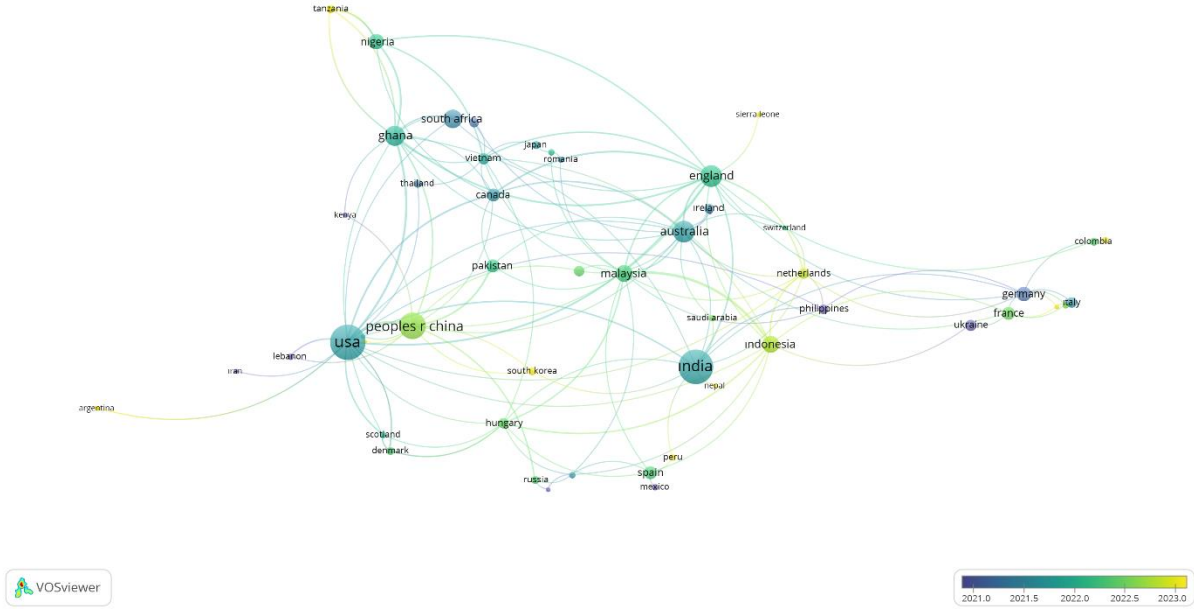 tanzania
nigeria
sierra leone
south africa
ghana
japan
vietnam
romania
england
thailand
canada
ireland
kenya
australia
switzerland
colombia
pakistan
malaysia
netherlands
germany
italy
philippines
france
saudi arabia
ukraine
peoples r china
usa
indonesia
lebanon
india
iran
south korea
nepal
argentina
hungary
scotland
denmark
peru
spain
russia
mexico
VOSviewer
2021.0 2021.5 2022.0 2022.5 2023.0